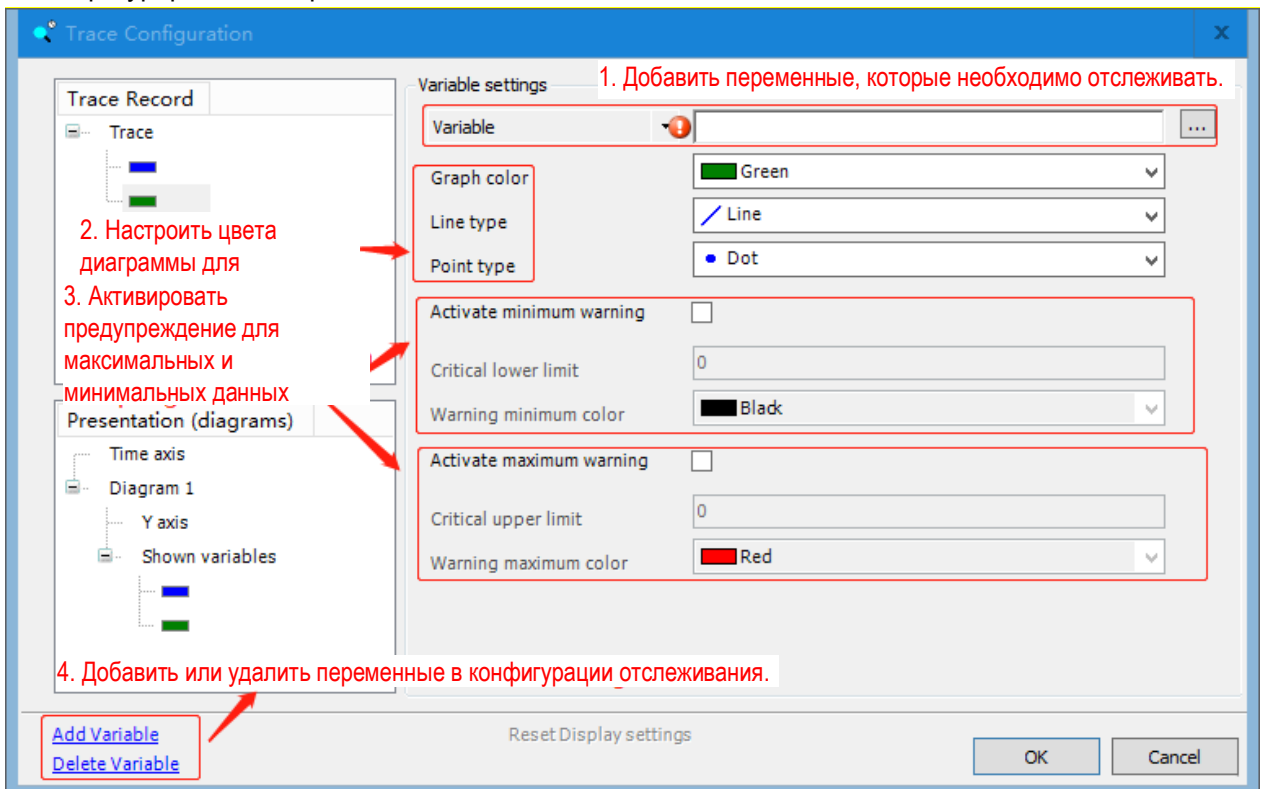 Trace Configuration
x
Trace Record
Trace
Variable settings
1. Добавить переменные, которые необходимо отслеживать.
Variable
...
Graph color
Green
Line type
Line
Point type
Dot
2. Настроить цвета
диаграммы для
3. Активировать
предупреждение для
максимальных и
минимальных данных
Activate minimum warning
Critical lower limit
0
Warning minimum color
Black
Activate maximum warning
Critical upper limit
0
Warning maximum color
Red
Presentation (diagrams)
Time axis
Diagram 1
Y axis
Shown variables
4. Добавить или удалить переменные в конфигурации отслеживания.
Add Variable
Delete Variable
Reset Display settings
OK
Cancel